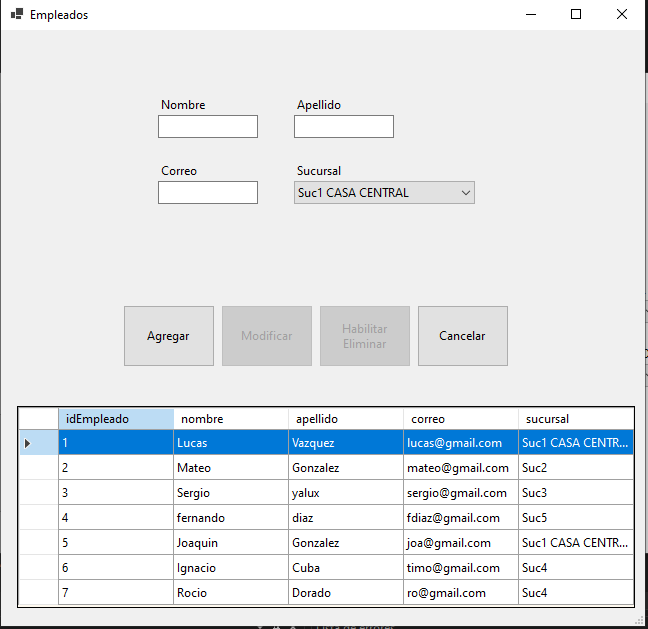 Empleados
Nombre Apellido
Correo Sucursal
Suc1 CASA CENTRAL
Agregar Modificar Habilitar Eliminar Cancelar
idEmpleado nombre apellido correo sucursal
1 Lucas Vazquez lucas@gmail.com Suc1 CASA CENTR...
2 Mateo Gonzalez mateo@gmail.com Suc2
3 Sergio yalux sergio@gmail.com Suc3
4 fernando diaz fdiaz@gmail.com Suc5
5 Joaquin Gonzalez joa@gmail.com Suc1 CASA CENTR...
6 Ignacio Cuba timo@gmail.com Suc4
7 Rocio Dorado ro@gmail.com Suc4